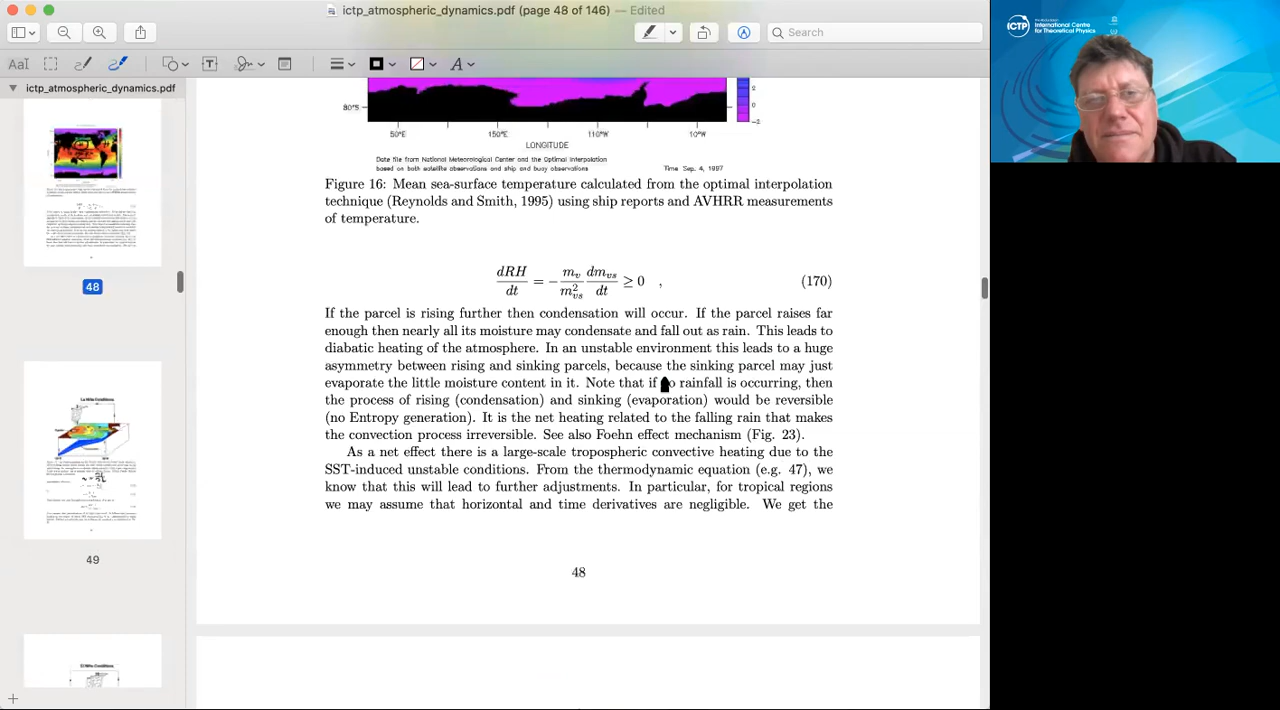 ictp_atmospheric_dynamics.pdf (page 48 of 146) — Edited
Search
AaI
A
ictp_atmospheric_dynamics.pdf
48
49
La Niña Conditions
El Niño Conditions
80°S
50°E 150°E 110°W 10°W
LONGITUDE
2
0
-2
Date file from National Meteorological Center and the Optimal Interpolation
based on both satellite observations and ship and buoy observations
Time Sep. 4, 1997
Figure 16: Mean sea-surface temperature calculated from the optimal interpolation
technique (Reynolds and Smith, 1995) using ship reports and AVHRR measurements
of temperature.
dRH/dt = − m_v/m_vs^2 dm_vs/dt ≥ 0 , (170)
If the parcel is rising further then condensation will occur. If the parcel raises far
enough then nearly all its moisture may condensate and fall out as rain. This leads to
diabatic heating of the atmosphere. In an unstable environment this leads to a huge
asymmetry between rising and sinking parcels, because the sinking parcel may just
evaporate the little moisture content in it. Note that if no rainfall is occurring, then
the process of rising (condensation) and sinking (evaporation) would be reversible
(no Entropy generation). It is the net heating related to the falling rain that makes
the convection process irreversible. See also Foehn effect mechanism (Fig. 23).
As a net effect there is a large-scale tropospheric convective heating due to the
SST-induced unstable conditions. From the thermodynamic equation (e.g. 47), we
know that this will lead to further adjustments. In particular, for tropical regions
we may assume that horizontal and time derivatives are negligible. We get the
48
ICTP
International Centre
for Theoretical Physics